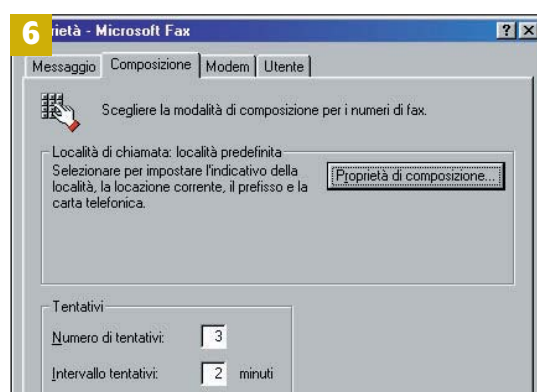 6
rietà - Microsoft Fax
Messaggio Composizione Modem Utente
Scegliere la modalità di composizione per i numeri di fax.
Località di chiamata: località predefinita
Selezionare per impostare l'indicativo della
località, la locazione corrente, il prefisso e la
carta telefonica.
Proprietà di composizione...
Tentativi
Numero di tentativi: 3
Intervallo tentativi: 2 minuti